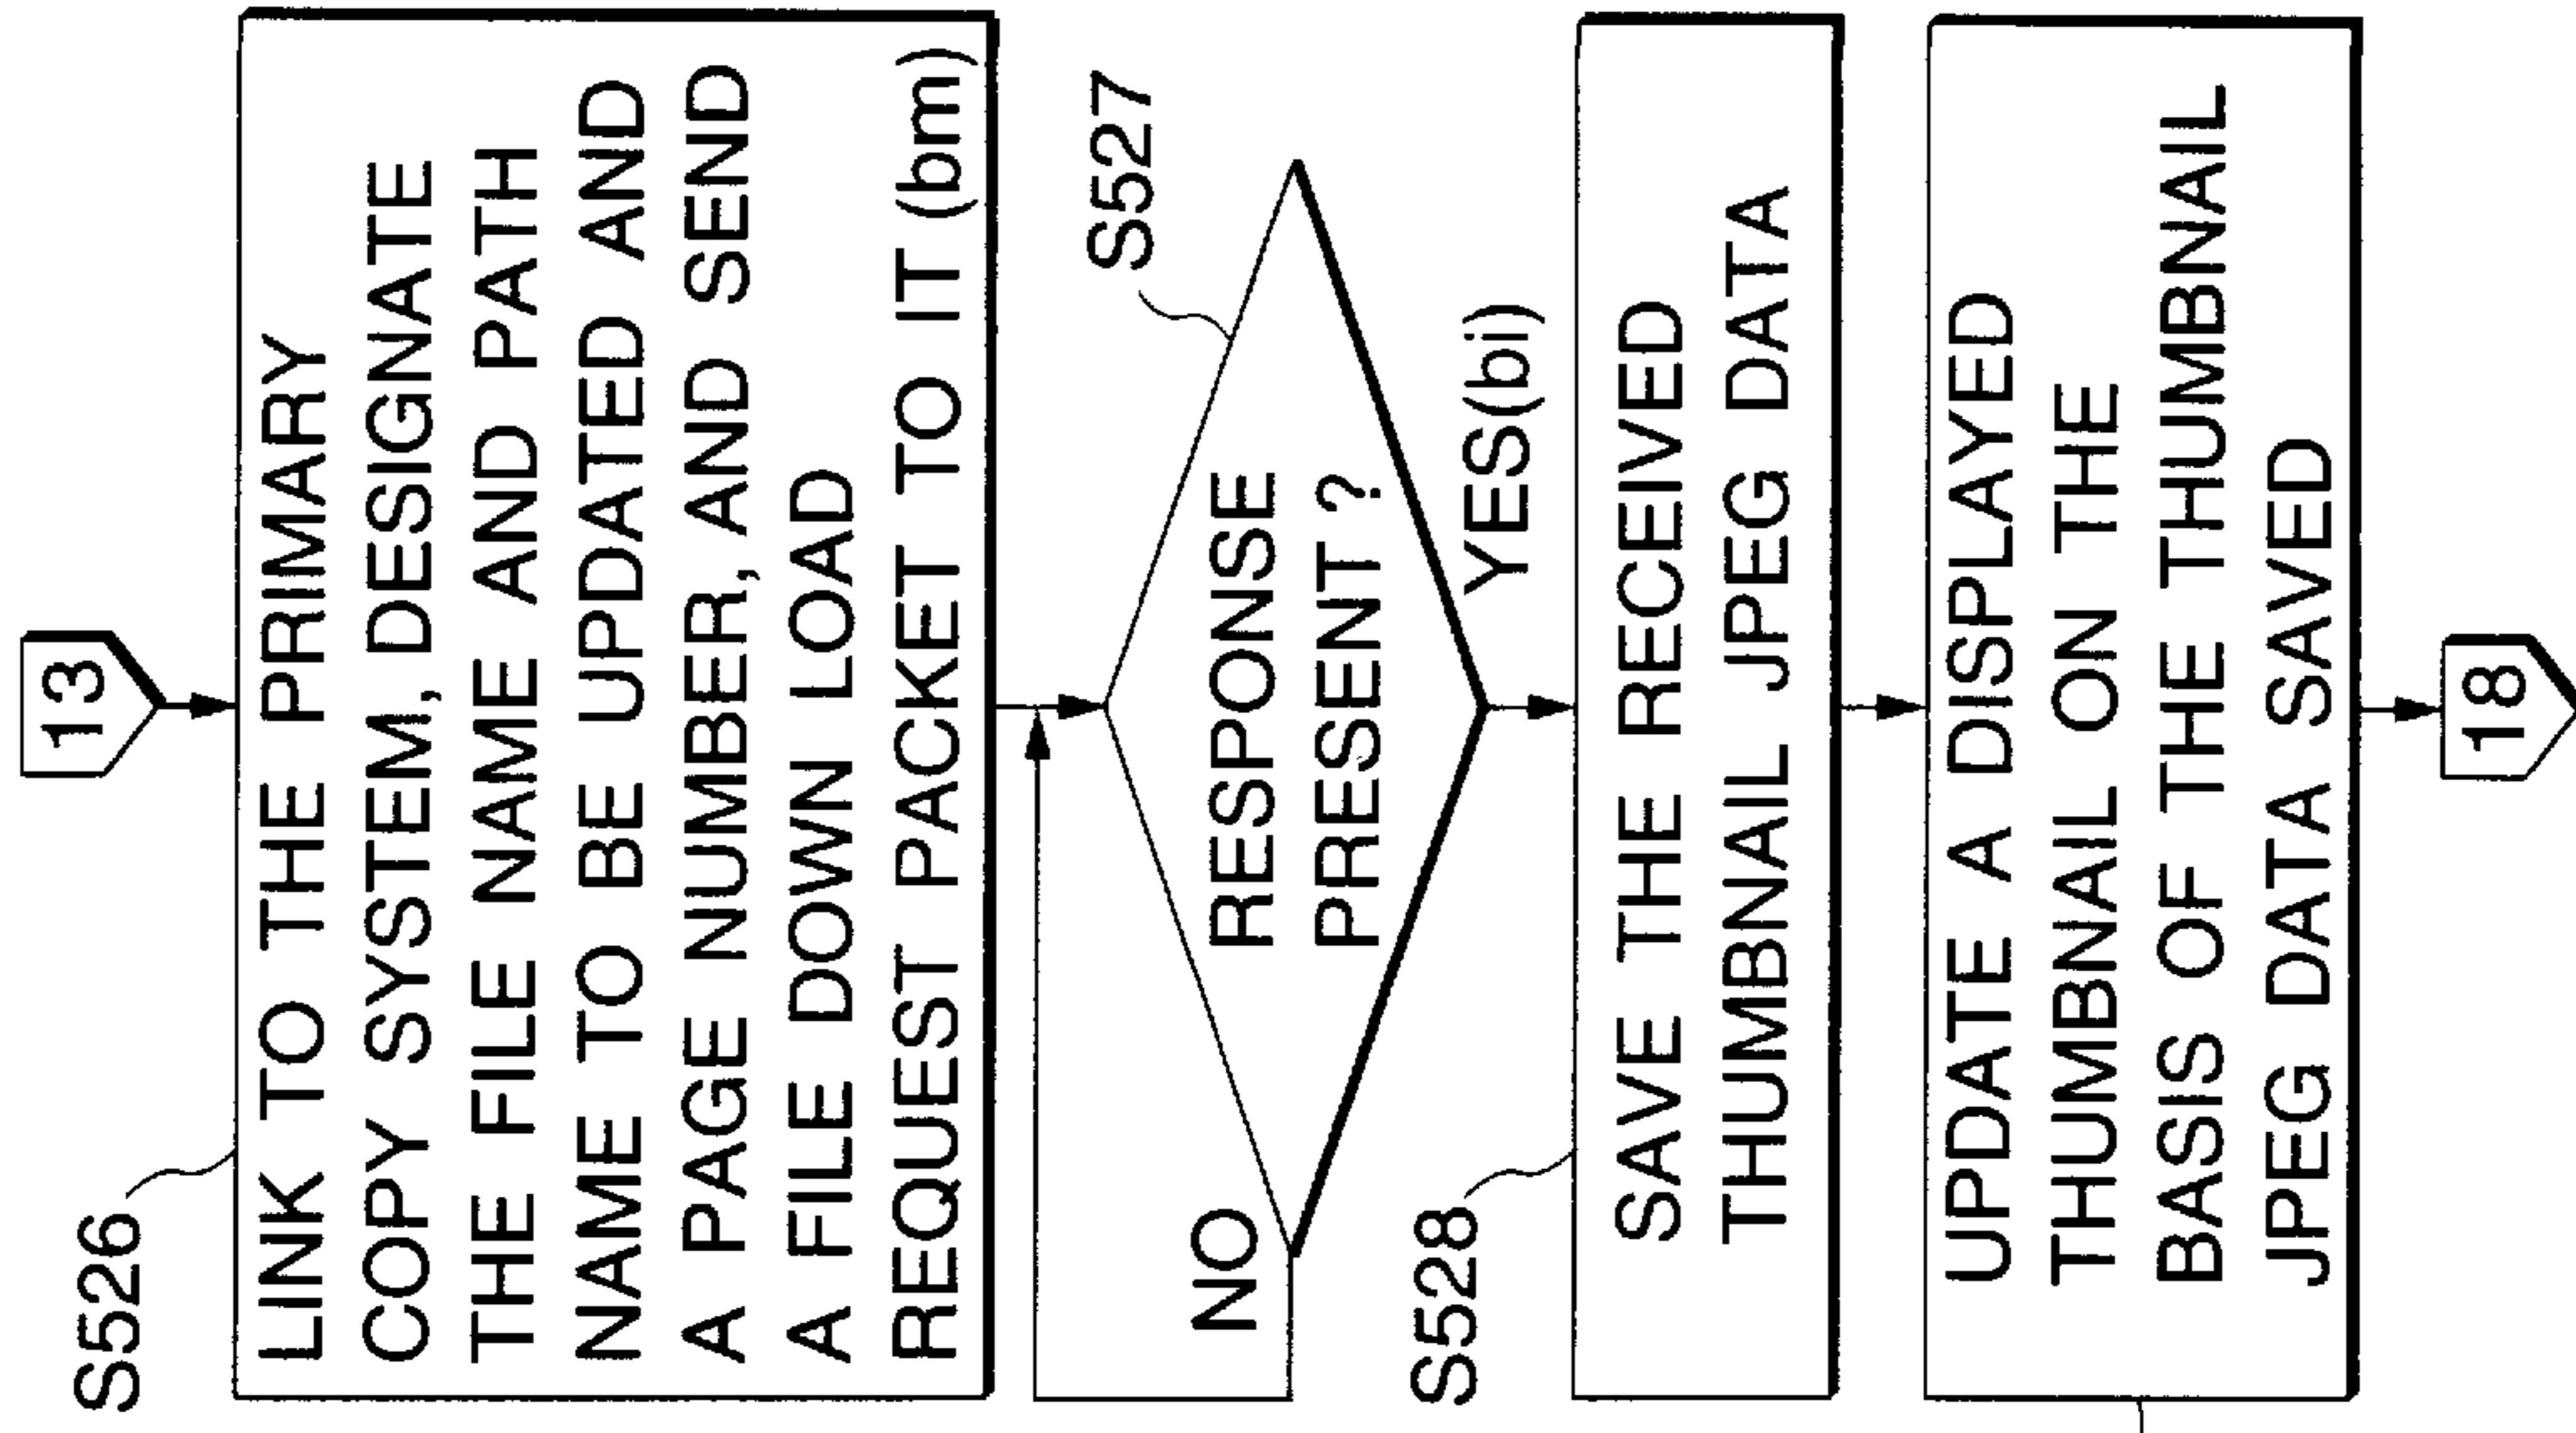 13
S526
LINK TO THE PRIMARY
COPY SYSTEM, DESIGNATE
THE FILE NAME AND PATH
NAME TO BE UPDATED AND
A PAGE NUMBER, AND SEND
A FILE DOWN LOAD
REQUEST PACKET TO IT (bm)
S527
NO
RESPONSE
PRESENT ?
YES(bi)
S528
SAVE THE RECEIVED
THUMBNAIL JPEG DATA
UPDATE A DISPLAYED
THUMBNAIL ON THE
BASIS OF THE THUMBNAIL
JPEG DATA SAVED
18